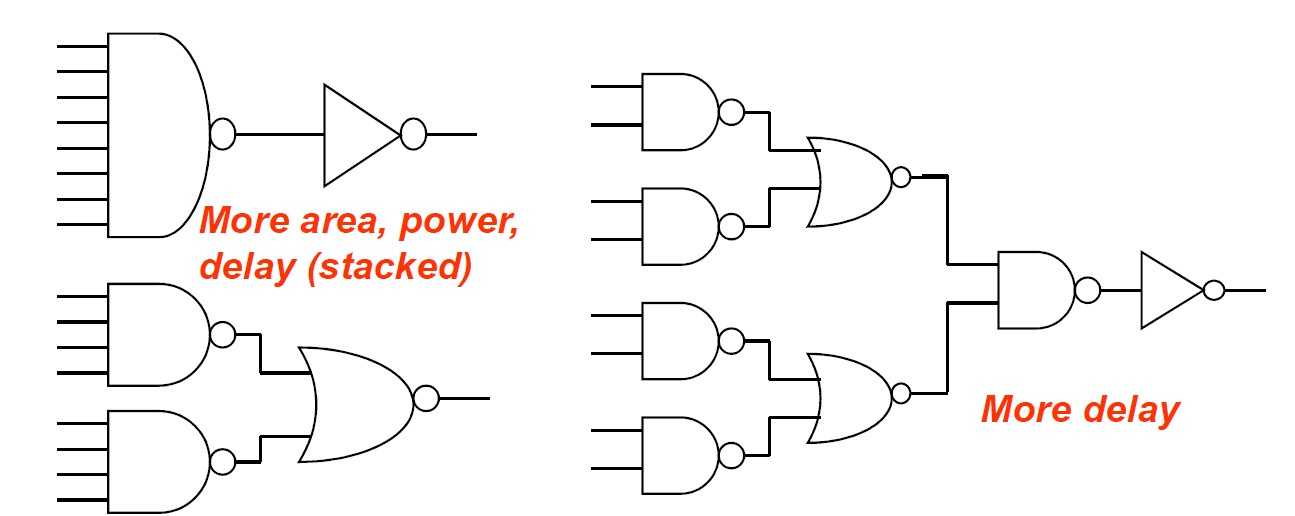 More area, power,
delay (stacked)
More delay